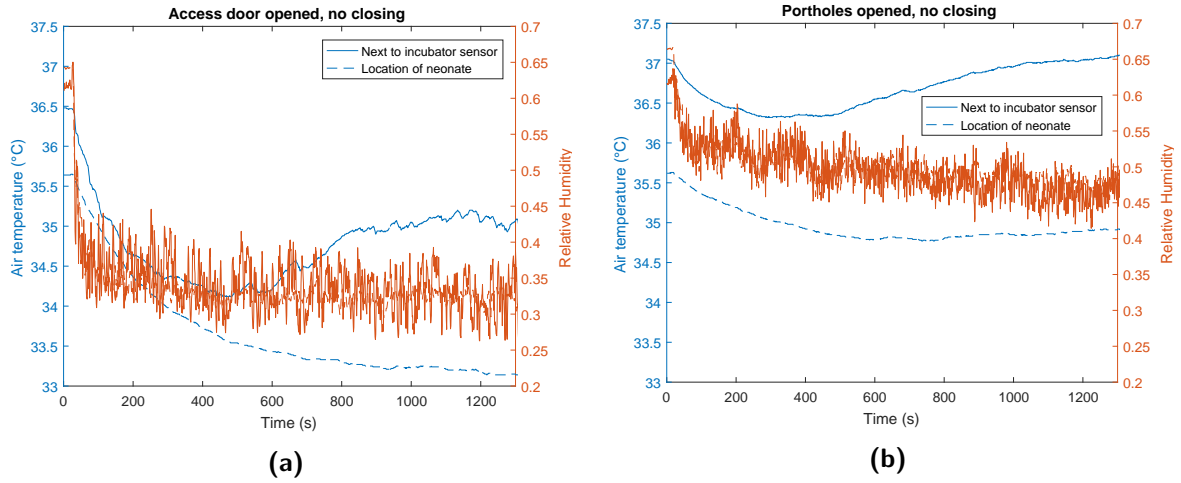 Access door opened, no closing
37.5
37
36.5
36
35.5
35
34.5
34
33.5
33
Air temperature (°C)
0.7
0.65
0.6
0.55
0.5
0.45
0.4
0.35
0.3
0.25
0.2
Relative Humidity
Next to incubator sensor
Location of neonate
0 200 400 600 800 1000 1200
Time (s)
(a)
Portholes opened, no closing
37.5
37
36.5
36
35.5
35
34.5
34
33.5
33
Air temperature (°C)
0.7
0.65
0.6
0.55
0.5
0.45
0.4
0.35
0.3
0.25
0.2
Relative Humidity
Next to incubator sensor
Location of neonate
0 200 400 600 800 1000 1200
Time (s)
(b)